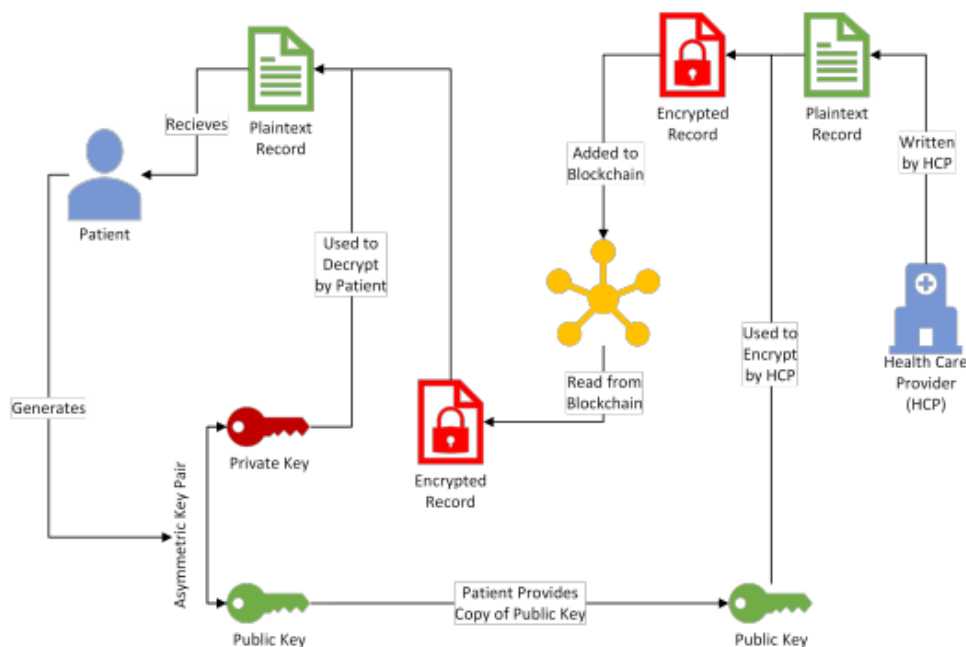 Plaintext
Record
Encrypted
Record
Plaintext
Record
Recieves
Added to
Blockchain
Written
by HCP
Patient
Used to
Decrypt
by Patient
Used to
Encrypt
by HCP
Health Care
Provider
(HCP)
Read from
Blockchain
Generates
Private Key
Encrypted
Record
Asymmetric Key Pair
Patient Provides
Copy of Public Key
Public Key
Public Key